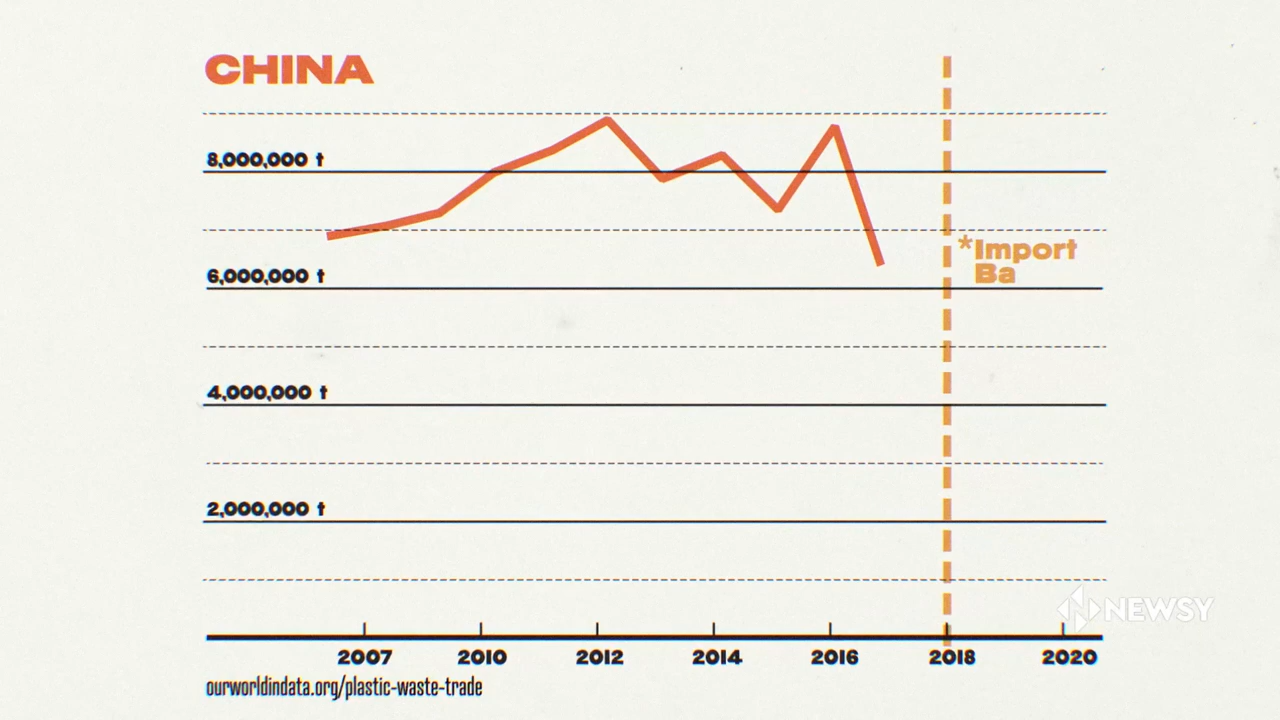 CHINA
8,000,000 t
*Import
Ba
6,000,000 t
4,000,000 t
2,000,000 t
NEWSY
2007 2010 2012 2014 2016 2018 2020
ourworldindata.org/plastic-waste-trade